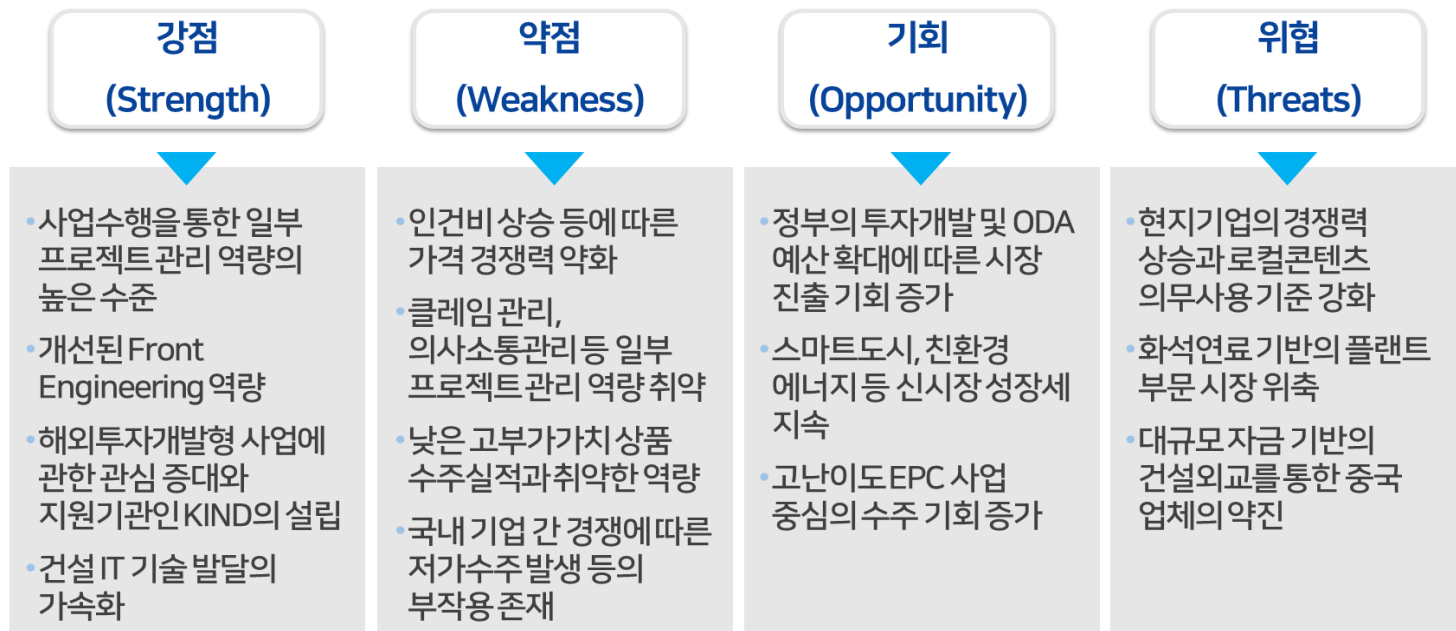 강점
(Strength)
•사업수행을 통한 일부
프로젝트 관리 역량의
높은 수준
•개선된 Front
Engineering 역량
•해외투자개발형 사업에
관한 관심 증대와
지원기관인 KIND의 설립
•건설 IT 기술 발달의
가속화
약점
(Weakness)
•인건비 상승 등에 따른
가격 경쟁력 약화
•클레임 관리,
의사소통관리 등 일부
프로젝트 관리 역량 취약
•낮은 고부가가치 상품
수주실적과 취약한 역량
•국내 기업 간 경쟁에 따른
저가수주 발생 등의
부작용 존재
기회
(Opportunity)
•정부의 투자개발 및 ODA
예산 확대에 따른 시장
진출 기회 증가
•스마트도시, 친환경
에너지 등 신시장 성장세
지속
•고난이도 EPC 사업
중심의 수주 기회 증가
위협
(Threats)
•현지기업의 경쟁력
상승과 로컬콘텐츠
의무사용 기준 강화
•화석연료 기반의 플랜트
부문 시장 위축
•대규모 자금 기반의
건설외교를 통한 중국
업체의 약진